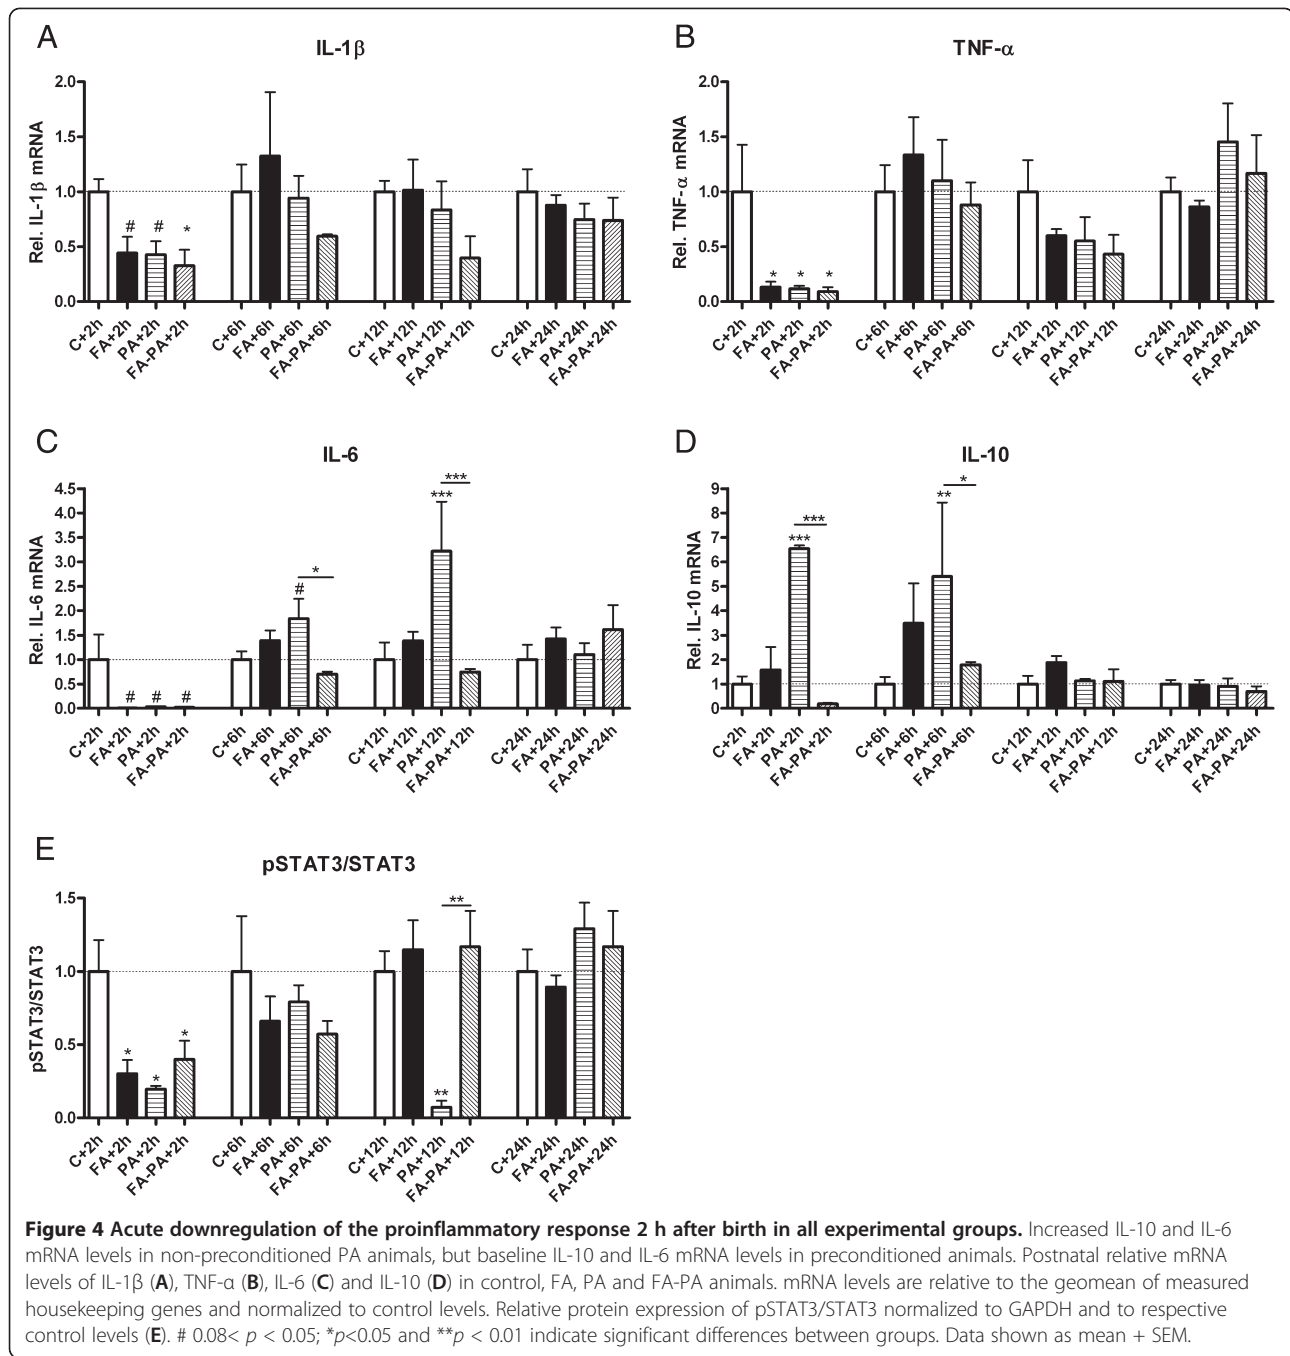 A
IL-1β
Rel. IL-1β mRNA
2.0
1.5
1.0
0.5
0.0
# # *
C+2h FA+2h PA+2h FA-PA+2h C+6h FA+6h PA+6h FA-PA+6h C+12h FA+12h PA+12h FA-PA+12h C+24h FA+24h PA+24h FA-PA+24h
B
TNF-α
Rel. TNF-α mRNA
2.0
1.5
1.0
0.5
0.0
* * *
C+2h FA+2h PA+2h FA-PA+2h C+6h FA+6h PA+6h FA-PA+6h C+12h FA+12h PA+12h FA-PA+12h C+24h FA+24h PA+24h FA-PA+24h
C
IL-6
Rel. IL-6 mRNA
4.5
4.0
3.5
3.0
2.5
2.0
1.5
1.0
0.5
0.0
# # #
#
*
***
***
C+2h FA+2h PA+2h FA-PA+2h C+6h FA+6h PA+6h FA-PA+6h C+12h FA+12h PA+12h FA-PA+12h C+24h FA+24h PA+24h FA-PA+24h
D
IL-10
Rel. IL-10 mRNA
9
8
7
6
5
4
3
2
1
0
***
***
**
*
C+2h FA+2h PA+2h FA-PA+2h C+6h FA+6h PA+6h FA-PA+6h C+12h FA+12h PA+12h FA-PA+12h C+24h FA+24h PA+24h FA-PA+24h
E
pSTAT3/STAT3
pSTAT3/STAT3
1.5
1.0
0.5
0.0
* * *
**
**
C+2h FA+2h PA+2h FA-PA+2h C+6h FA+6h PA+6h FA-PA+6h C+12h FA+12h PA+12h FA-PA+12h C+24h FA+24h PA+24h FA-PA+24h
Figure 4 Acute downregulation of the proinflammatory response 2 h after birth in all experimental groups. Increased IL-10 and IL-6
mRNA levels in non-preconditioned PA animals, but baseline IL-10 and IL-6 mRNA levels in preconditioned animals. Postnatal relative mRNA
levels of IL-1β (A), TNF-α (B), IL-6 (C) and IL-10 (D) in control, FA, PA and FA-PA animals. mRNA levels are relative to the geomean of measured
housekeeping genes and normalized to control levels. Relative protein expression of pSTAT3/STAT3 normalized to GAPDH and to respective
control levels (E). # 0.08< p < 0.05; *p<0.05 and **p < 0.01 indicate significant differences between groups. Data shown as mean + SEM.